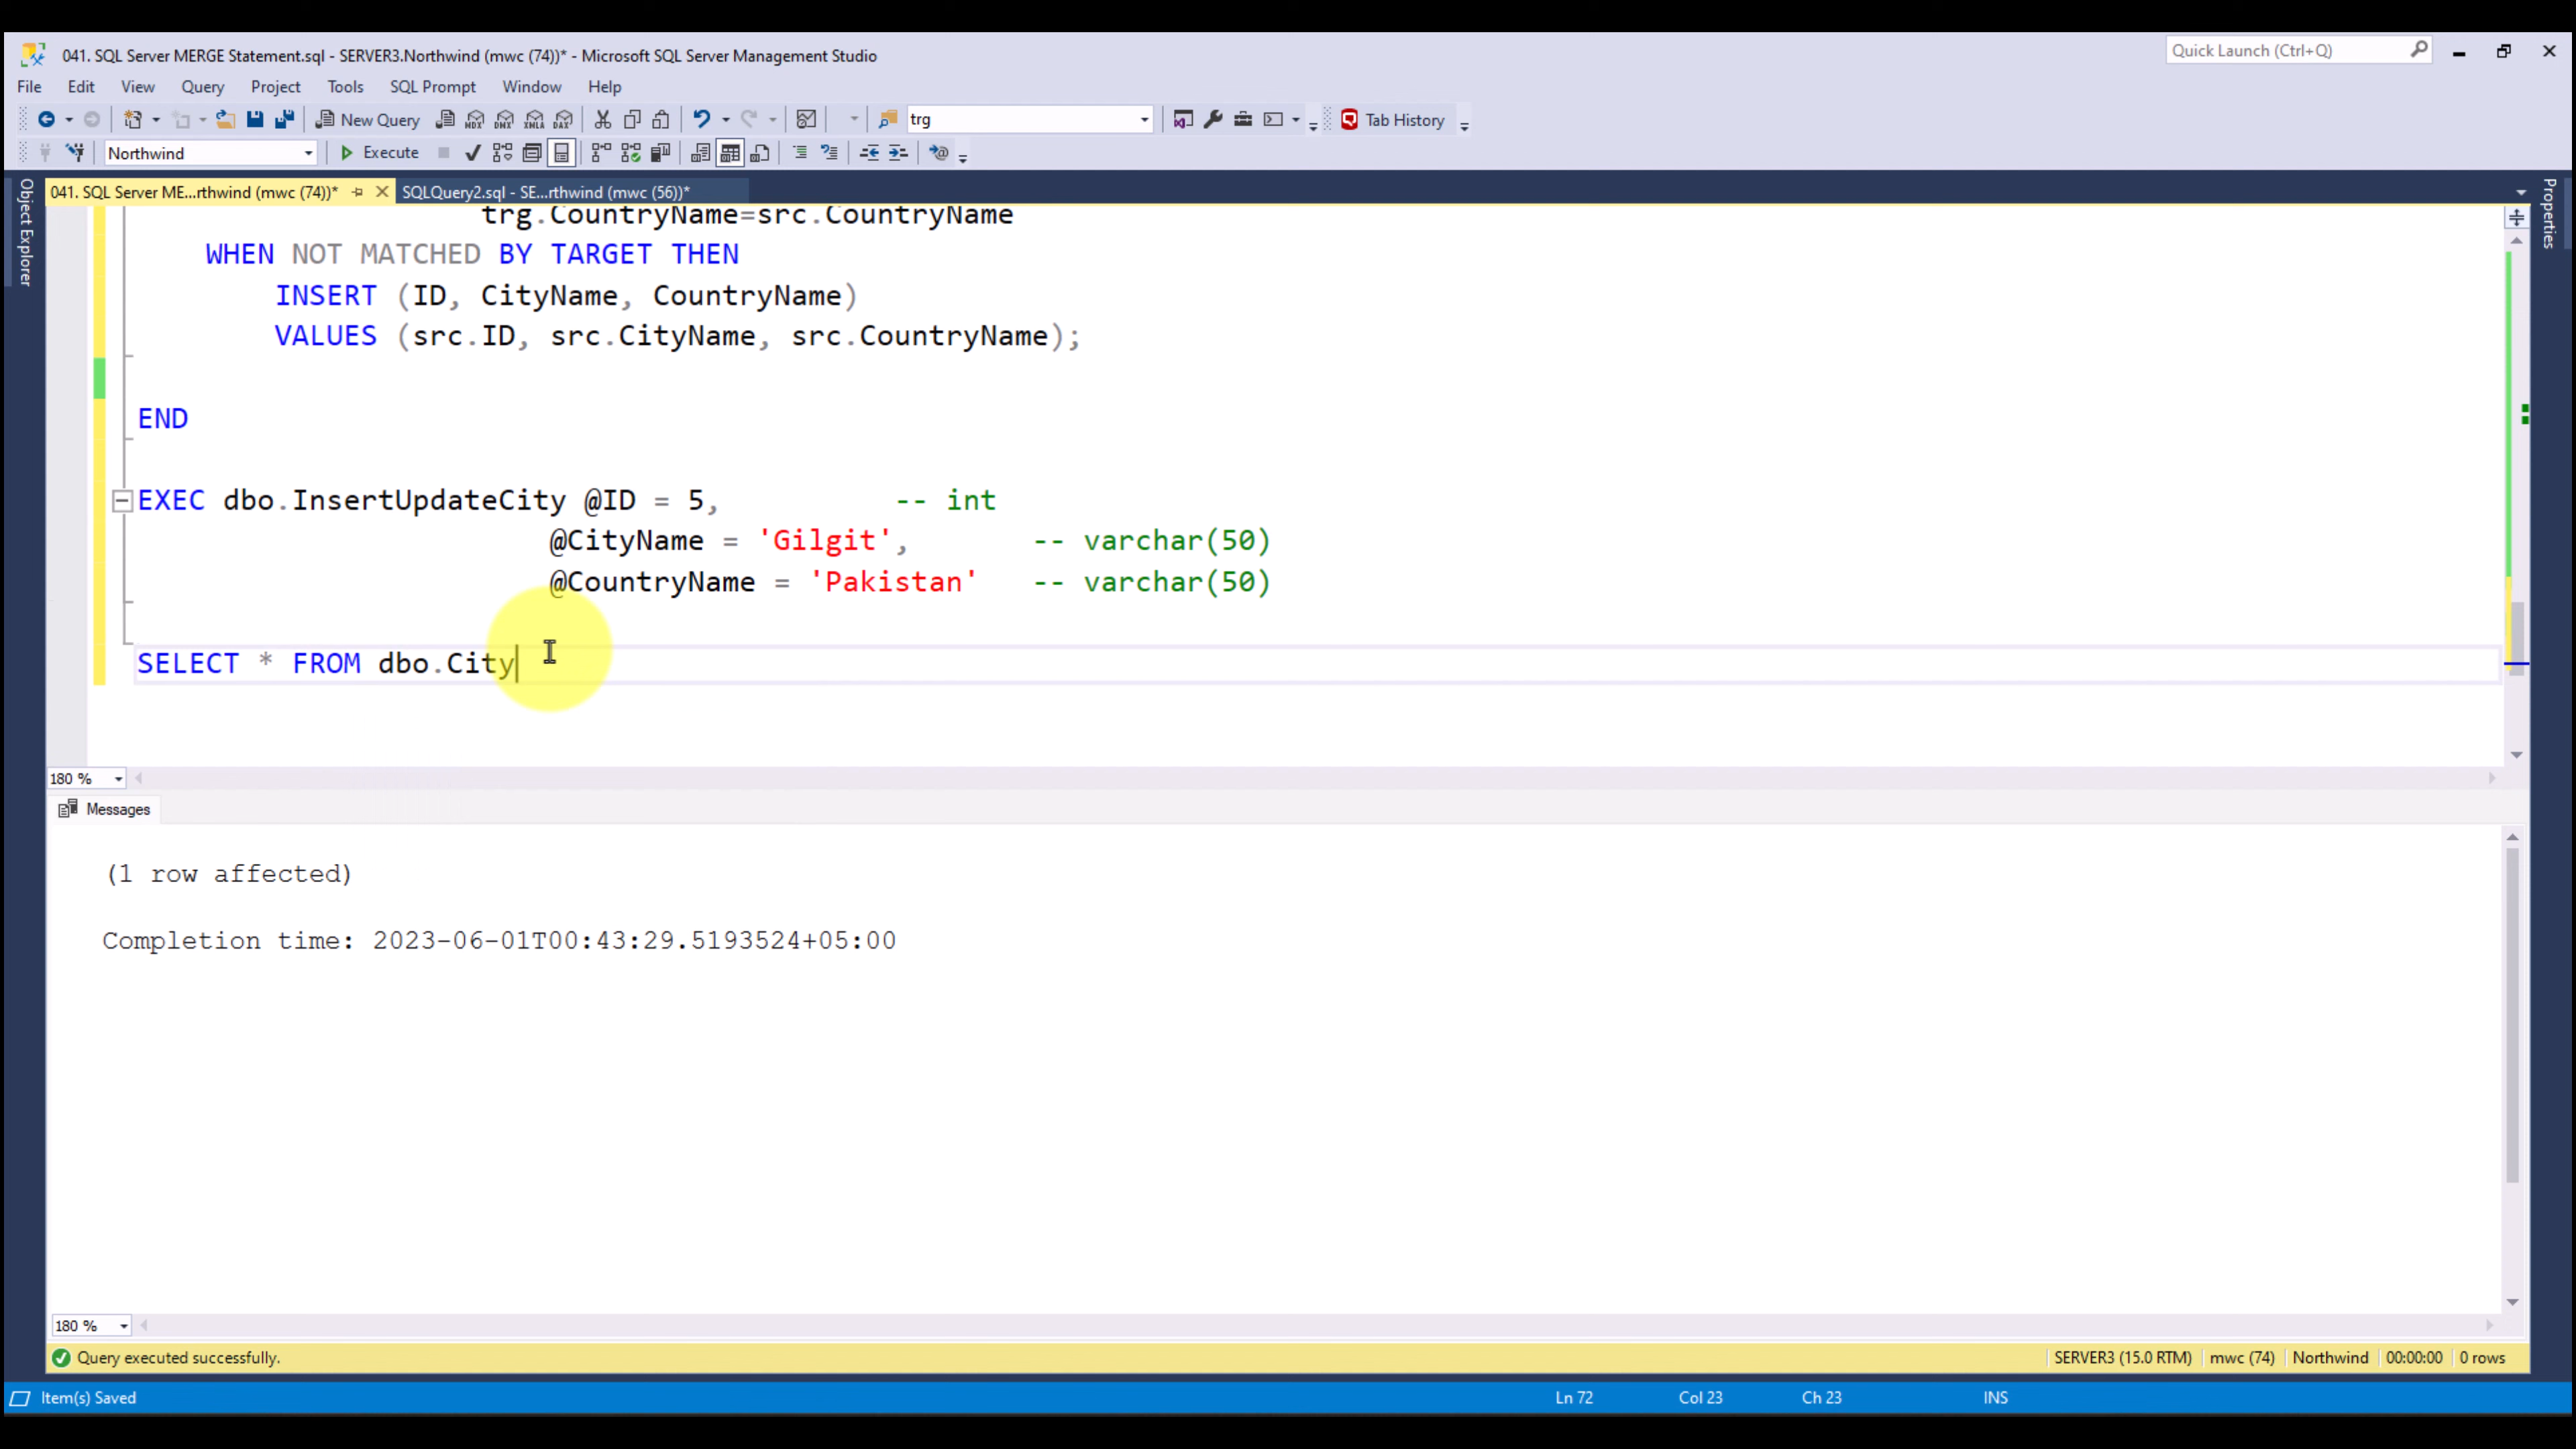 041. SQL Server MERGE Statement.sql - SERVER3.Northwind (mwc (74))* - Microsoft SQL Server Management Studio
Quick Launch (Ctrl+Q)
File Edit View Query Project Tools SQL Prompt Window Help
New Query MDX DMX XMLA DAX trg Tab History
Northwind Execute
Object Explorer
041. SQL Server ME...rthwind (mwc (74))* SQLQuery2.sql - SE...rthwind (mwc (56))*
Properties
trg.CountryName=src.CountryName
WHEN NOT MATCHED BY TARGET THEN
INSERT (ID, CityName, CountryName)
VALUES (src.ID, src.CityName, src.CountryName);
END
EXEC dbo.InsertUpdateCity @ID = 5, -- int
@CityName = 'Gilgit', -- varchar(50)
@CountryName = 'Pakistan' -- varchar(50)
SELECT * FROM dbo.City
180 %
Messages
(1 row affected)
Completion time: 2023-06-01T00:43:29.5193524+05:00
180 %
Query executed successfully. SERVER3 (15.0 RTM) mwc (74) Northwind 00:00:00 0 rows
Item(s) Saved Ln 72 Col 23 Ch 23 INS